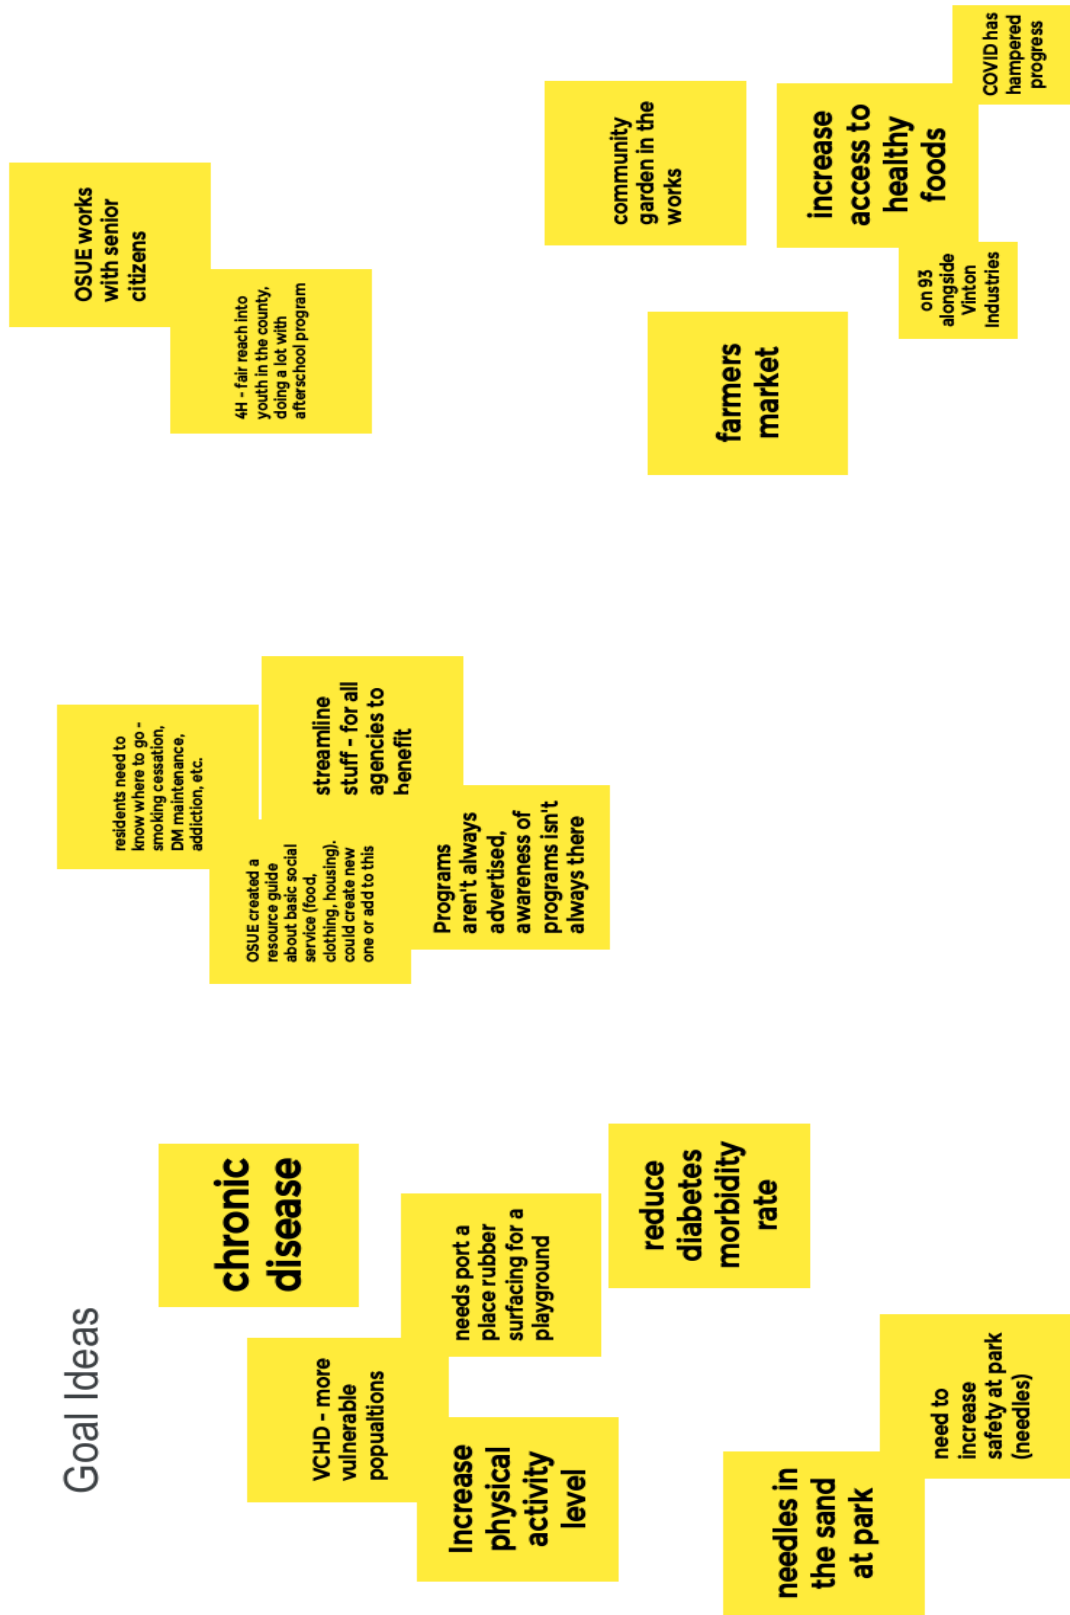 Goal Ideas
chronic
disease
VCHD - more
vulnerable
popualtions
needs port a
place rubber
surfacing for a
playground
Increase
physical
activity
level
reduce
diabetes
morbidity
rate
needles in
the sand
at park
need to
increase
safety at park
(needles)
residents need to
know where to go -
smoking cessation,
DM maintenance,
addiction, etc.
OSUE created a
resource guide
about basic social
service (food,
clothing, housing).
could create new
one or add to this
streamline
stuff - for all
agencies to
benefit
Programs
aren't always
advertised,
awareness of
programs isn't
always there
OSUE works
with senior
citizens
4H - fair reach into
youth in the county,
doing a lot with
afterschool program
community
garden in the
works
farmers
market
increase
access to
healthy
foods
on 93
alongside
Vinton
Industries
COVID has
hampered
progress